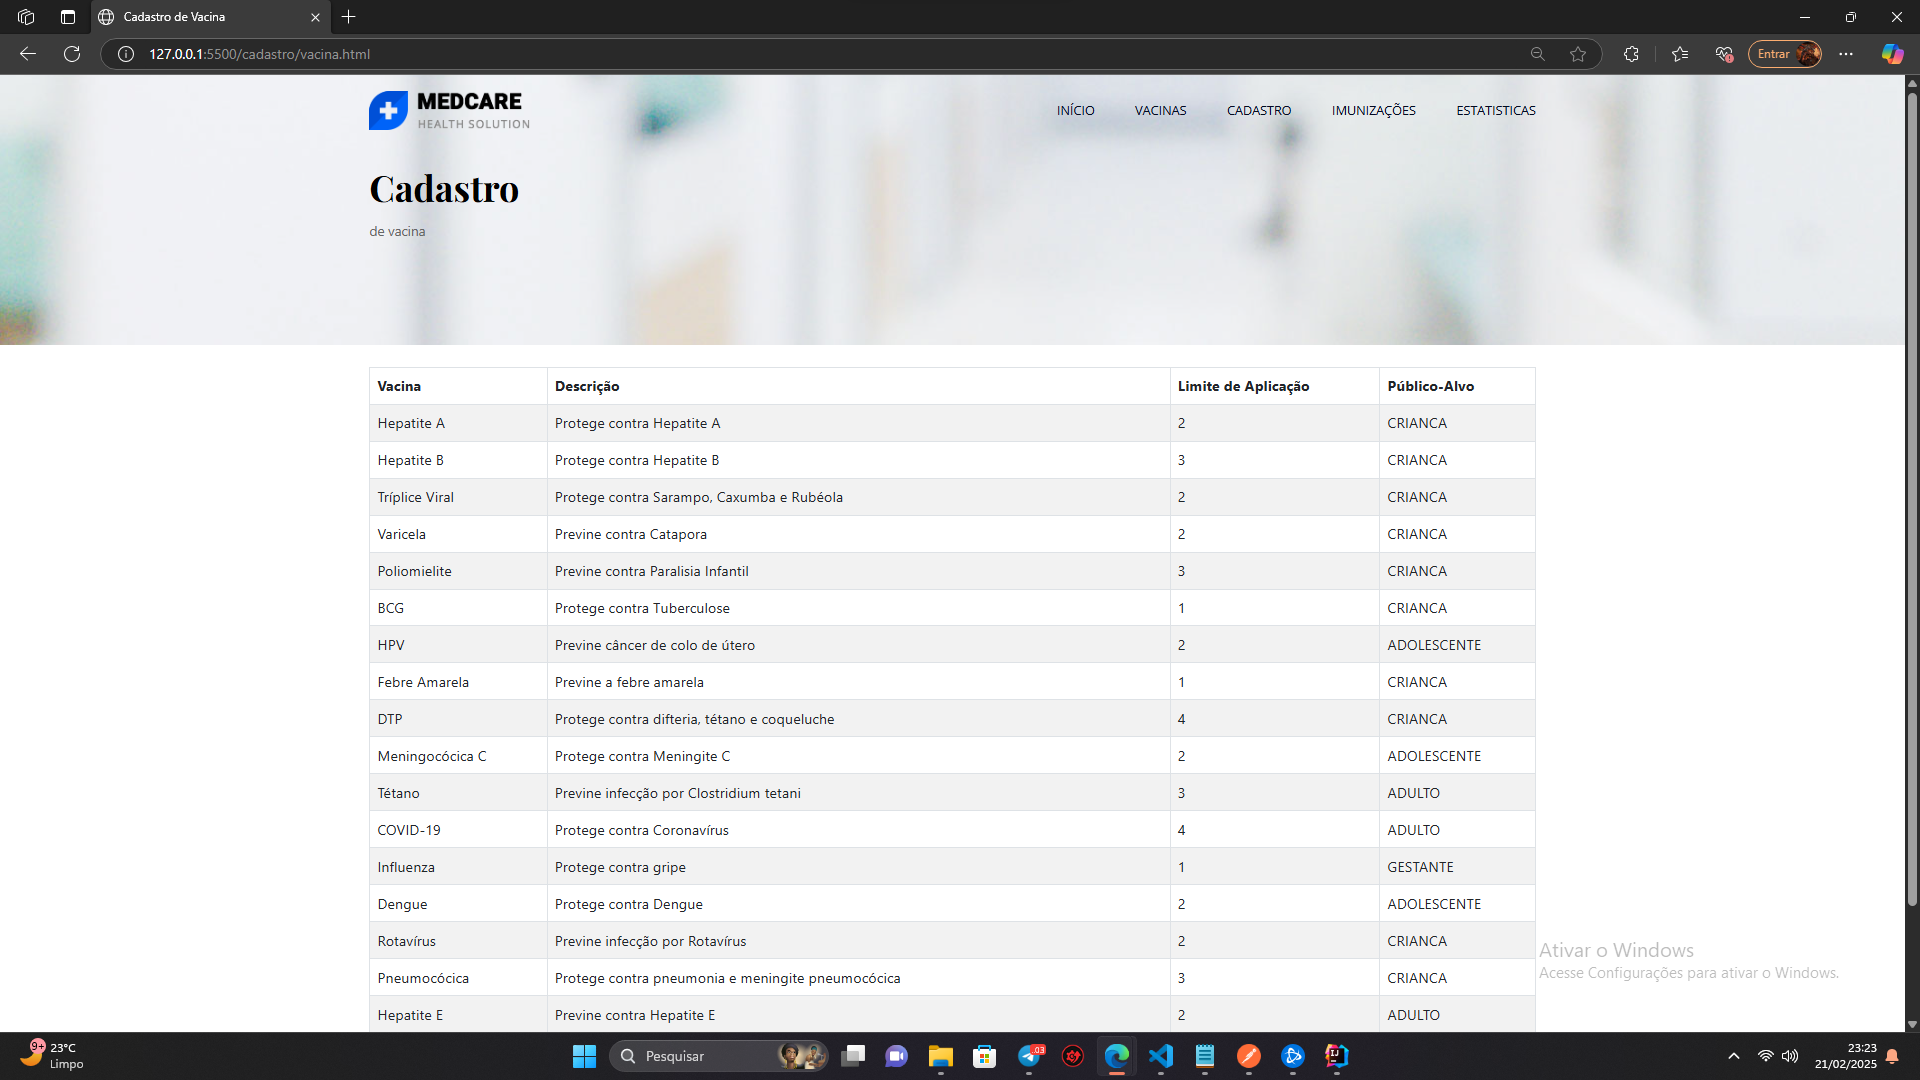 Cadastro de Vacina
127.0.0.1:5500/cadastro/vacina.html
Entrar
MEDCARE
HEALTH SOLUTION
INÍCIO VACINAS CADASTRO IMUNIZAÇÕES ESTATISTICAS
Cadastro
de vacina
Vacina Descrição Limite de Aplicação Público-Alvo
Hepatite A Protege contra Hepatite A 2 CRIANCA
Hepatite B Protege contra Hepatite B 3 CRIANCA
Tríplice Viral Protege contra Sarampo, Caxumba e Rubéola 2 CRIANCA
Varicela Previne contra Catapora 2 CRIANCA
Poliomielite Previne contra Paralisia Infantil 3 CRIANCA
BCG Protege contra Tuberculose 1 CRIANCA
HPV Previne câncer de colo de útero 2 ADOLESCENTE
Febre Amarela Previne a febre amarela 1 CRIANCA
DTP Protege contra difteria, tétano e coqueluche 4 CRIANCA
Meningocócica C Protege contra Meningite C 2 ADOLESCENTE
Tétano Previne infecção por Clostridium tetani 3 ADULTO
COVID-19 Protege contra Coronavírus 4 ADULTO
Influenza Protege contra gripe 1 GESTANTE
Dengue Protege contra Dengue 2 ADOLESCENTE
Rotavírus Previne infecção por Rotavírus 2 CRIANCA
Pneumocócica Protege contra pneumonia e meningite pneumocócica 3 CRIANCA
Hepatite E Previne contra Hepatite E 2 ADULTO
Ativar o Windows
Acesse Configurações para ativar o Windows.
9+
23°C
Limpo
Pesquisar
03
IJ
23:23
21/02/2025